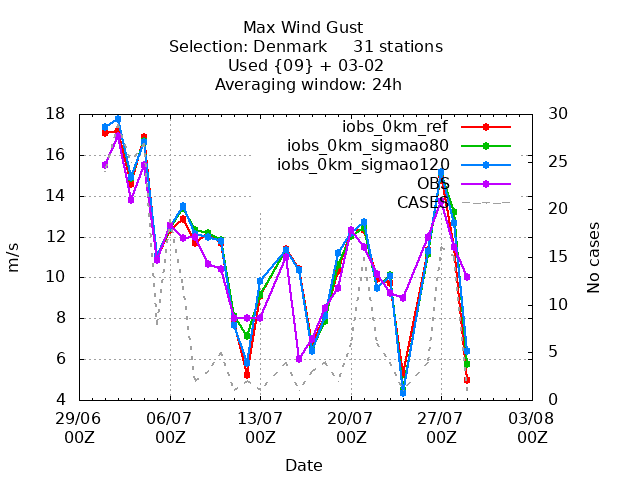 Max Wind Gust
Selection: Denmark     31 stations
Used {09} + 03-02
Averaging window: 24h
iobs_0km_ref
iobs_0km_sigmao80
iobs_0km_sigmao120
OBS
CASES
m/s
18
16
14
12
10
8
6
4
No cases
30
25
20
15
10
5
0
29/06 06/07 13/07 20/07 27/07 03/08
00Z 00Z 00Z 00Z 00Z 00Z
Date